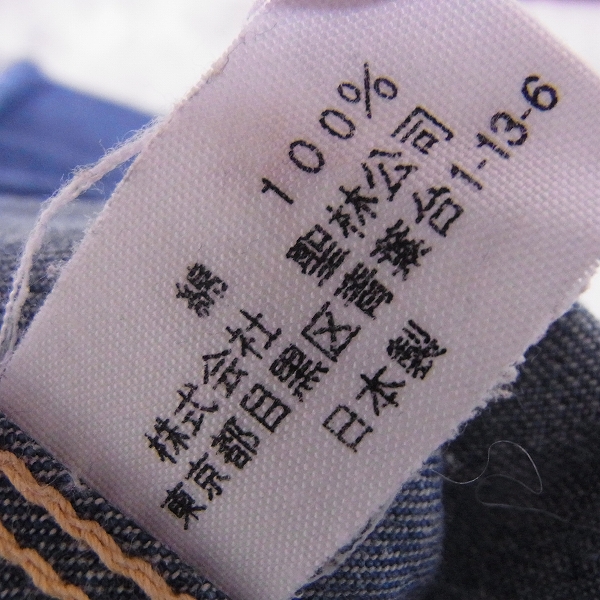 綿 100%
株式会社 聖林公司
東京都目黒区青葉台1-13-6
日本製